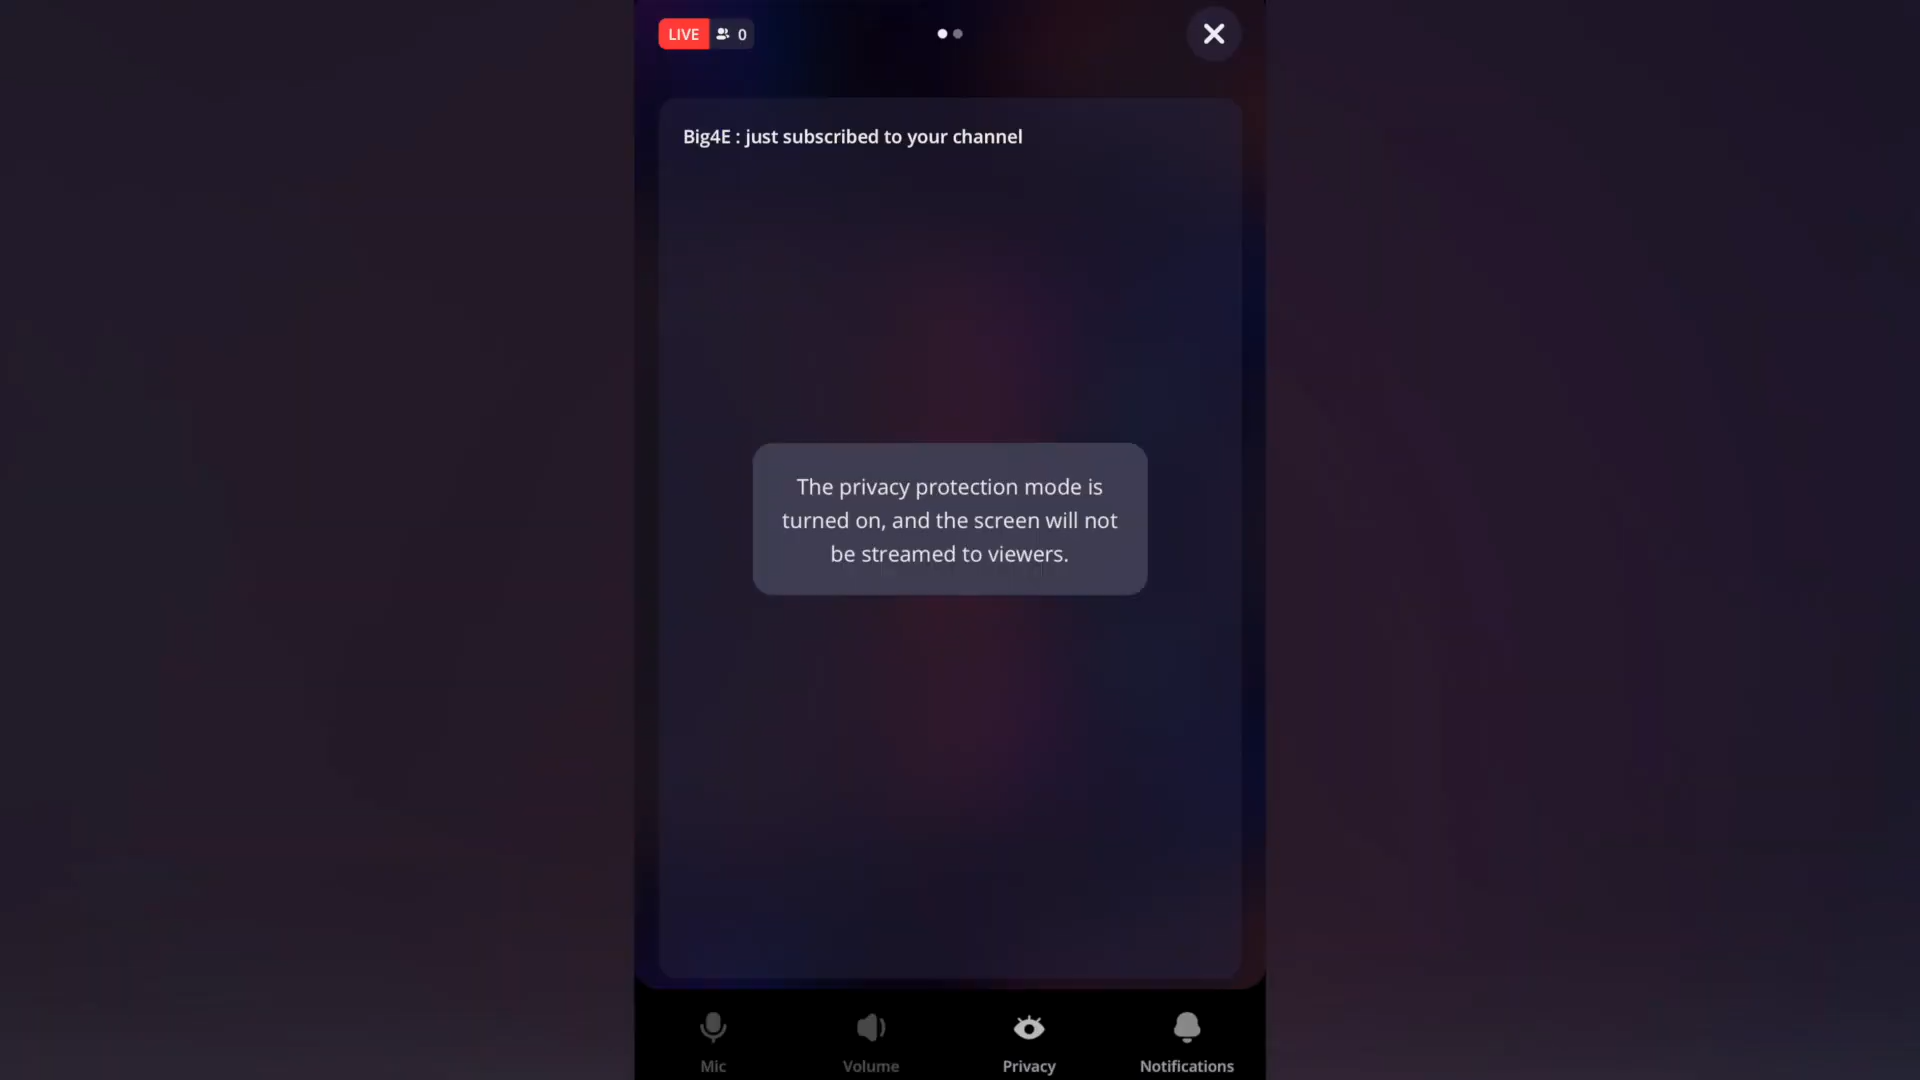 LIVE 0
Big4E : just subscribed to your channel
The privacy protection mode is
turned on, and the screen will not
be streamed to viewers.
Mic Volume Privacy Notifications